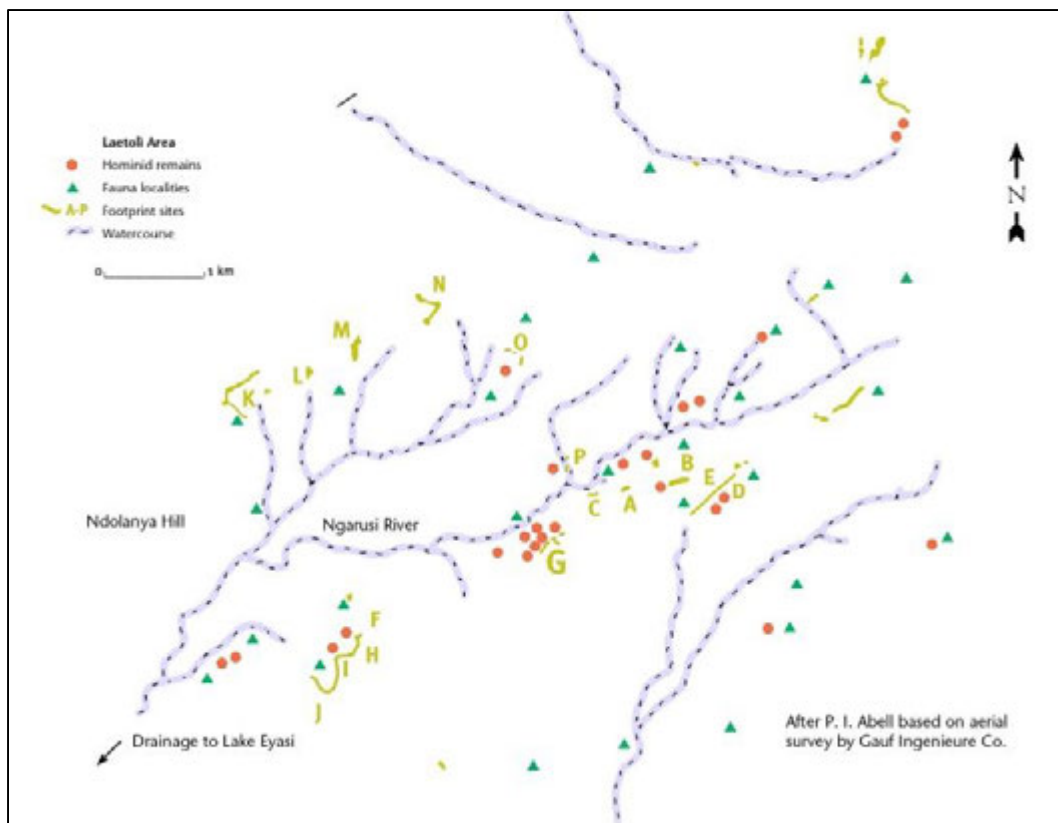 Laetoli Area
Hominid remains
Fauna localities
A-P Footprint sites
Watercourse
0 1 km
N
N
M
O
L
K
P
B
E
D
C
A
Ndolanya Hill
Ngarusi River
G
F
H
I
J
Drainage to Lake Eyasi
After P. I. Abell based on aerial
survey by Gauf Ingenieure Co.